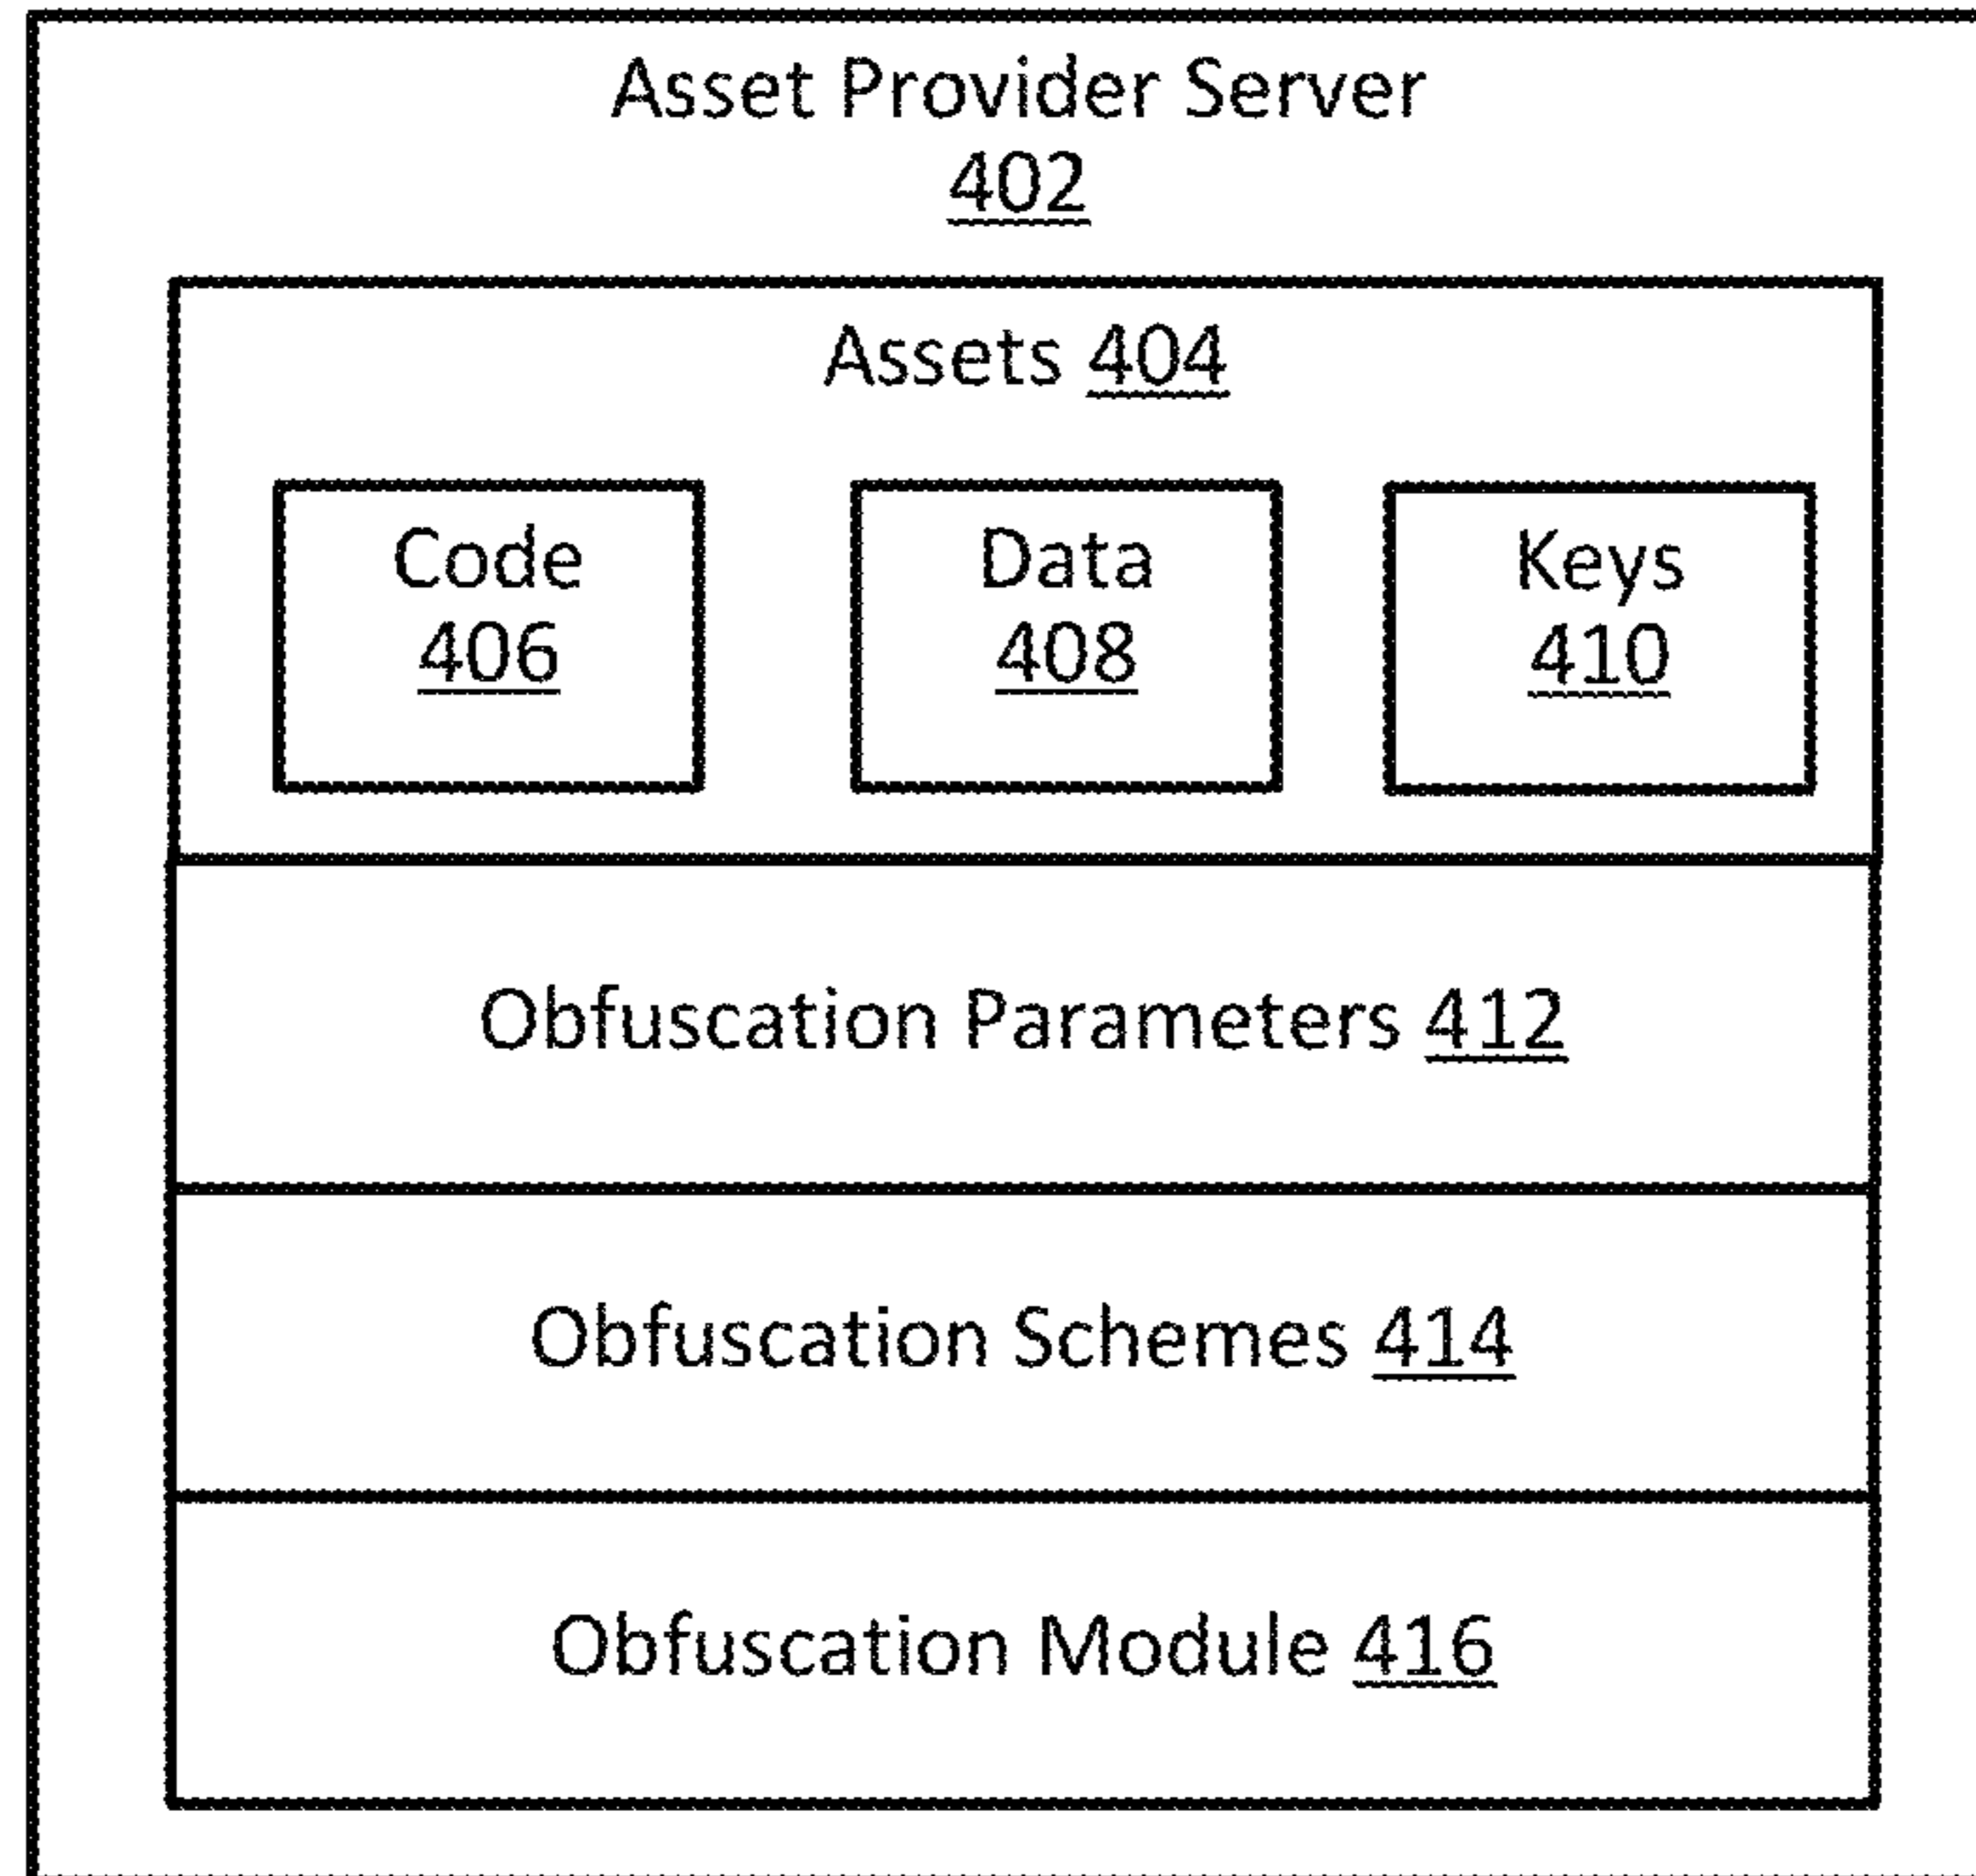 Asset Provider Server
402
Assets 404
Code
406
Data
408
Keys
410
Obfuscation Parameters 412
Obfuscation Schemes 414
Obfuscation Module 416